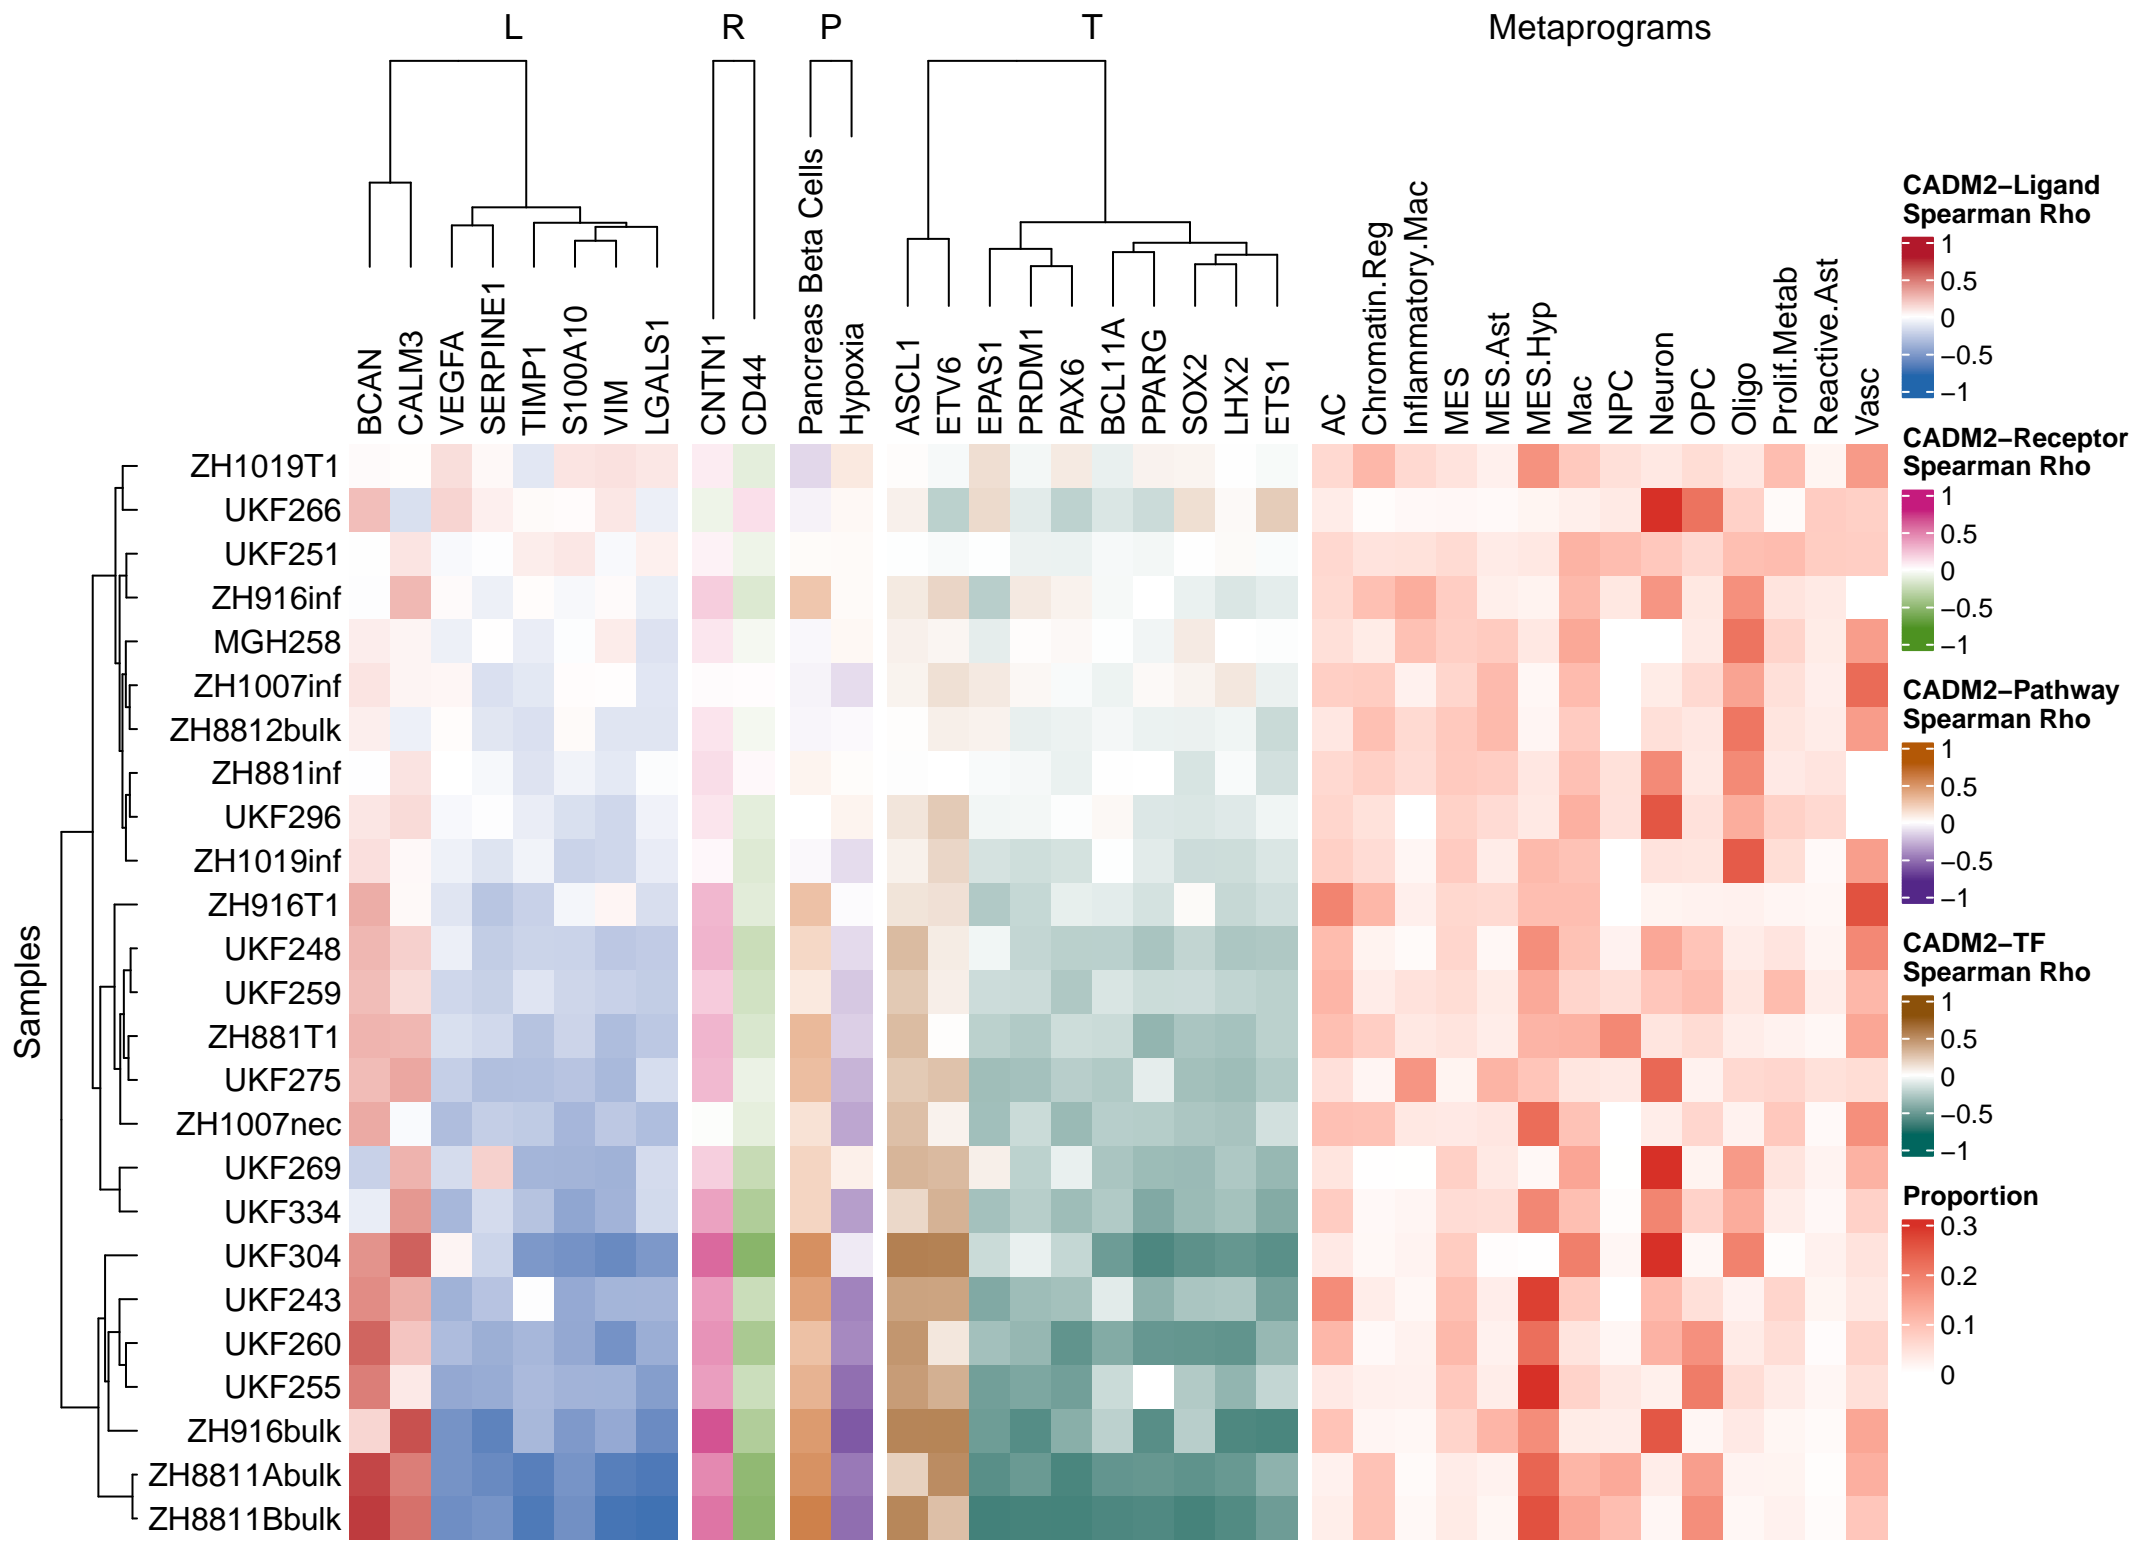 L R P T Metaprograms
BCAN CALM3 VEGFA SERPINE1 TIMP1 S100A10 VIM LGALS1 CNTN1 CD44 Pancreas Beta Cells Hypoxia ASCL1 ETV6 EPAS1 PRDM1 PAX6 BCL11A PPARG SOX2 LHX2 ETS1 AC Chromatin.Reg Inflammatory.Mac MES MES.Ast MES.Hyp Mac NPC Neuron OPC Oligo Prolif.Metab Reactive.Ast Vasc
Samples
ZH1019T1
UKF266
UKF251
ZH916inf
MGH258
ZH1007inf
ZH8812bulk
ZH881inf
UKF296
ZH1019inf
ZH916T1
UKF248
UKF259
ZH881T1
UKF275
ZH1007nec
UKF269
UKF334
UKF304
UKF243
UKF260
UKF255
ZH916bulk
ZH8811Abulk
ZH8811Bbulk
CADM2−Ligand
Spearman Rho
1
0.5
0
−0.5
−1
CADM2−Receptor
Spearman Rho
1
0.5
0
−0.5
−1
CADM2−Pathway
Spearman Rho
1
0.5
0
−0.5
−1
CADM2−TF
Spearman Rho
1
0.5
0
−0.5
−1
Proportion
0.3
0.2
0.1
0